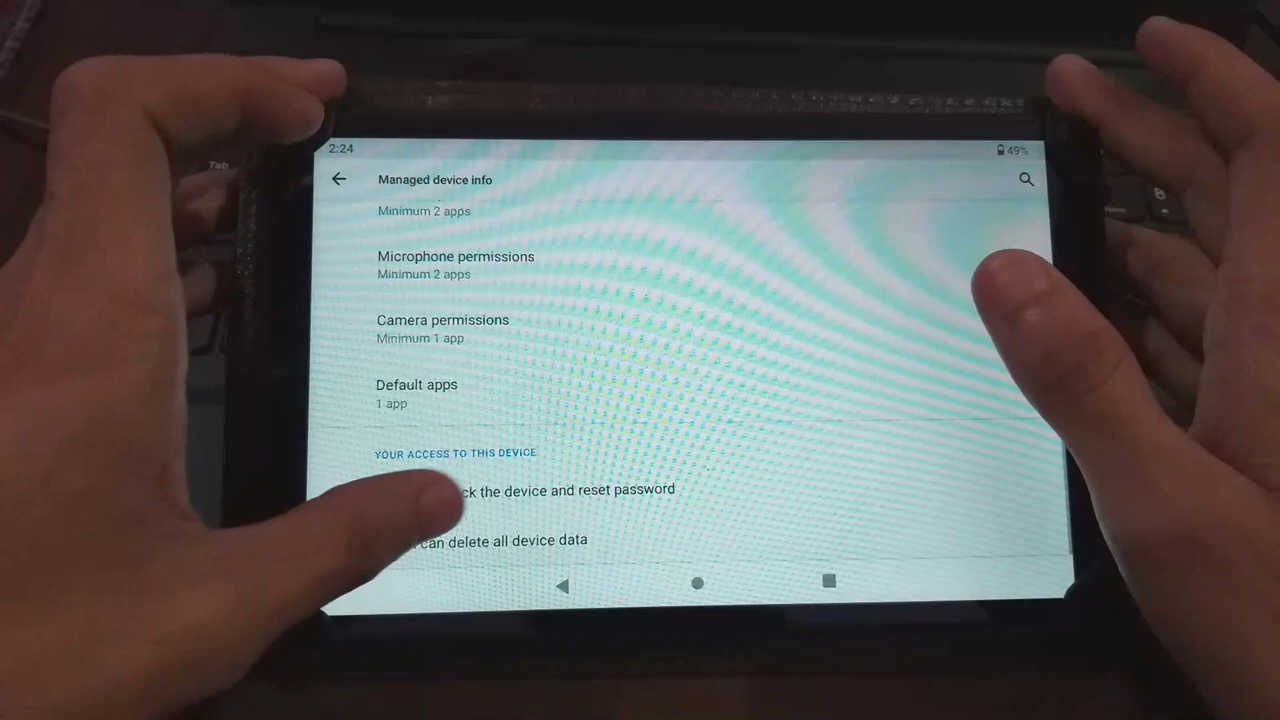 Tab
2:24
49%
Managed device info
Minimum 2 apps
Microphone permissions
Minimum 2 apps
8
Camera permissions
Minimum 1 app
Default apps
1 app
YOUR ACCESS TO THIS DEVICE
the device and reset password
can delete all device data